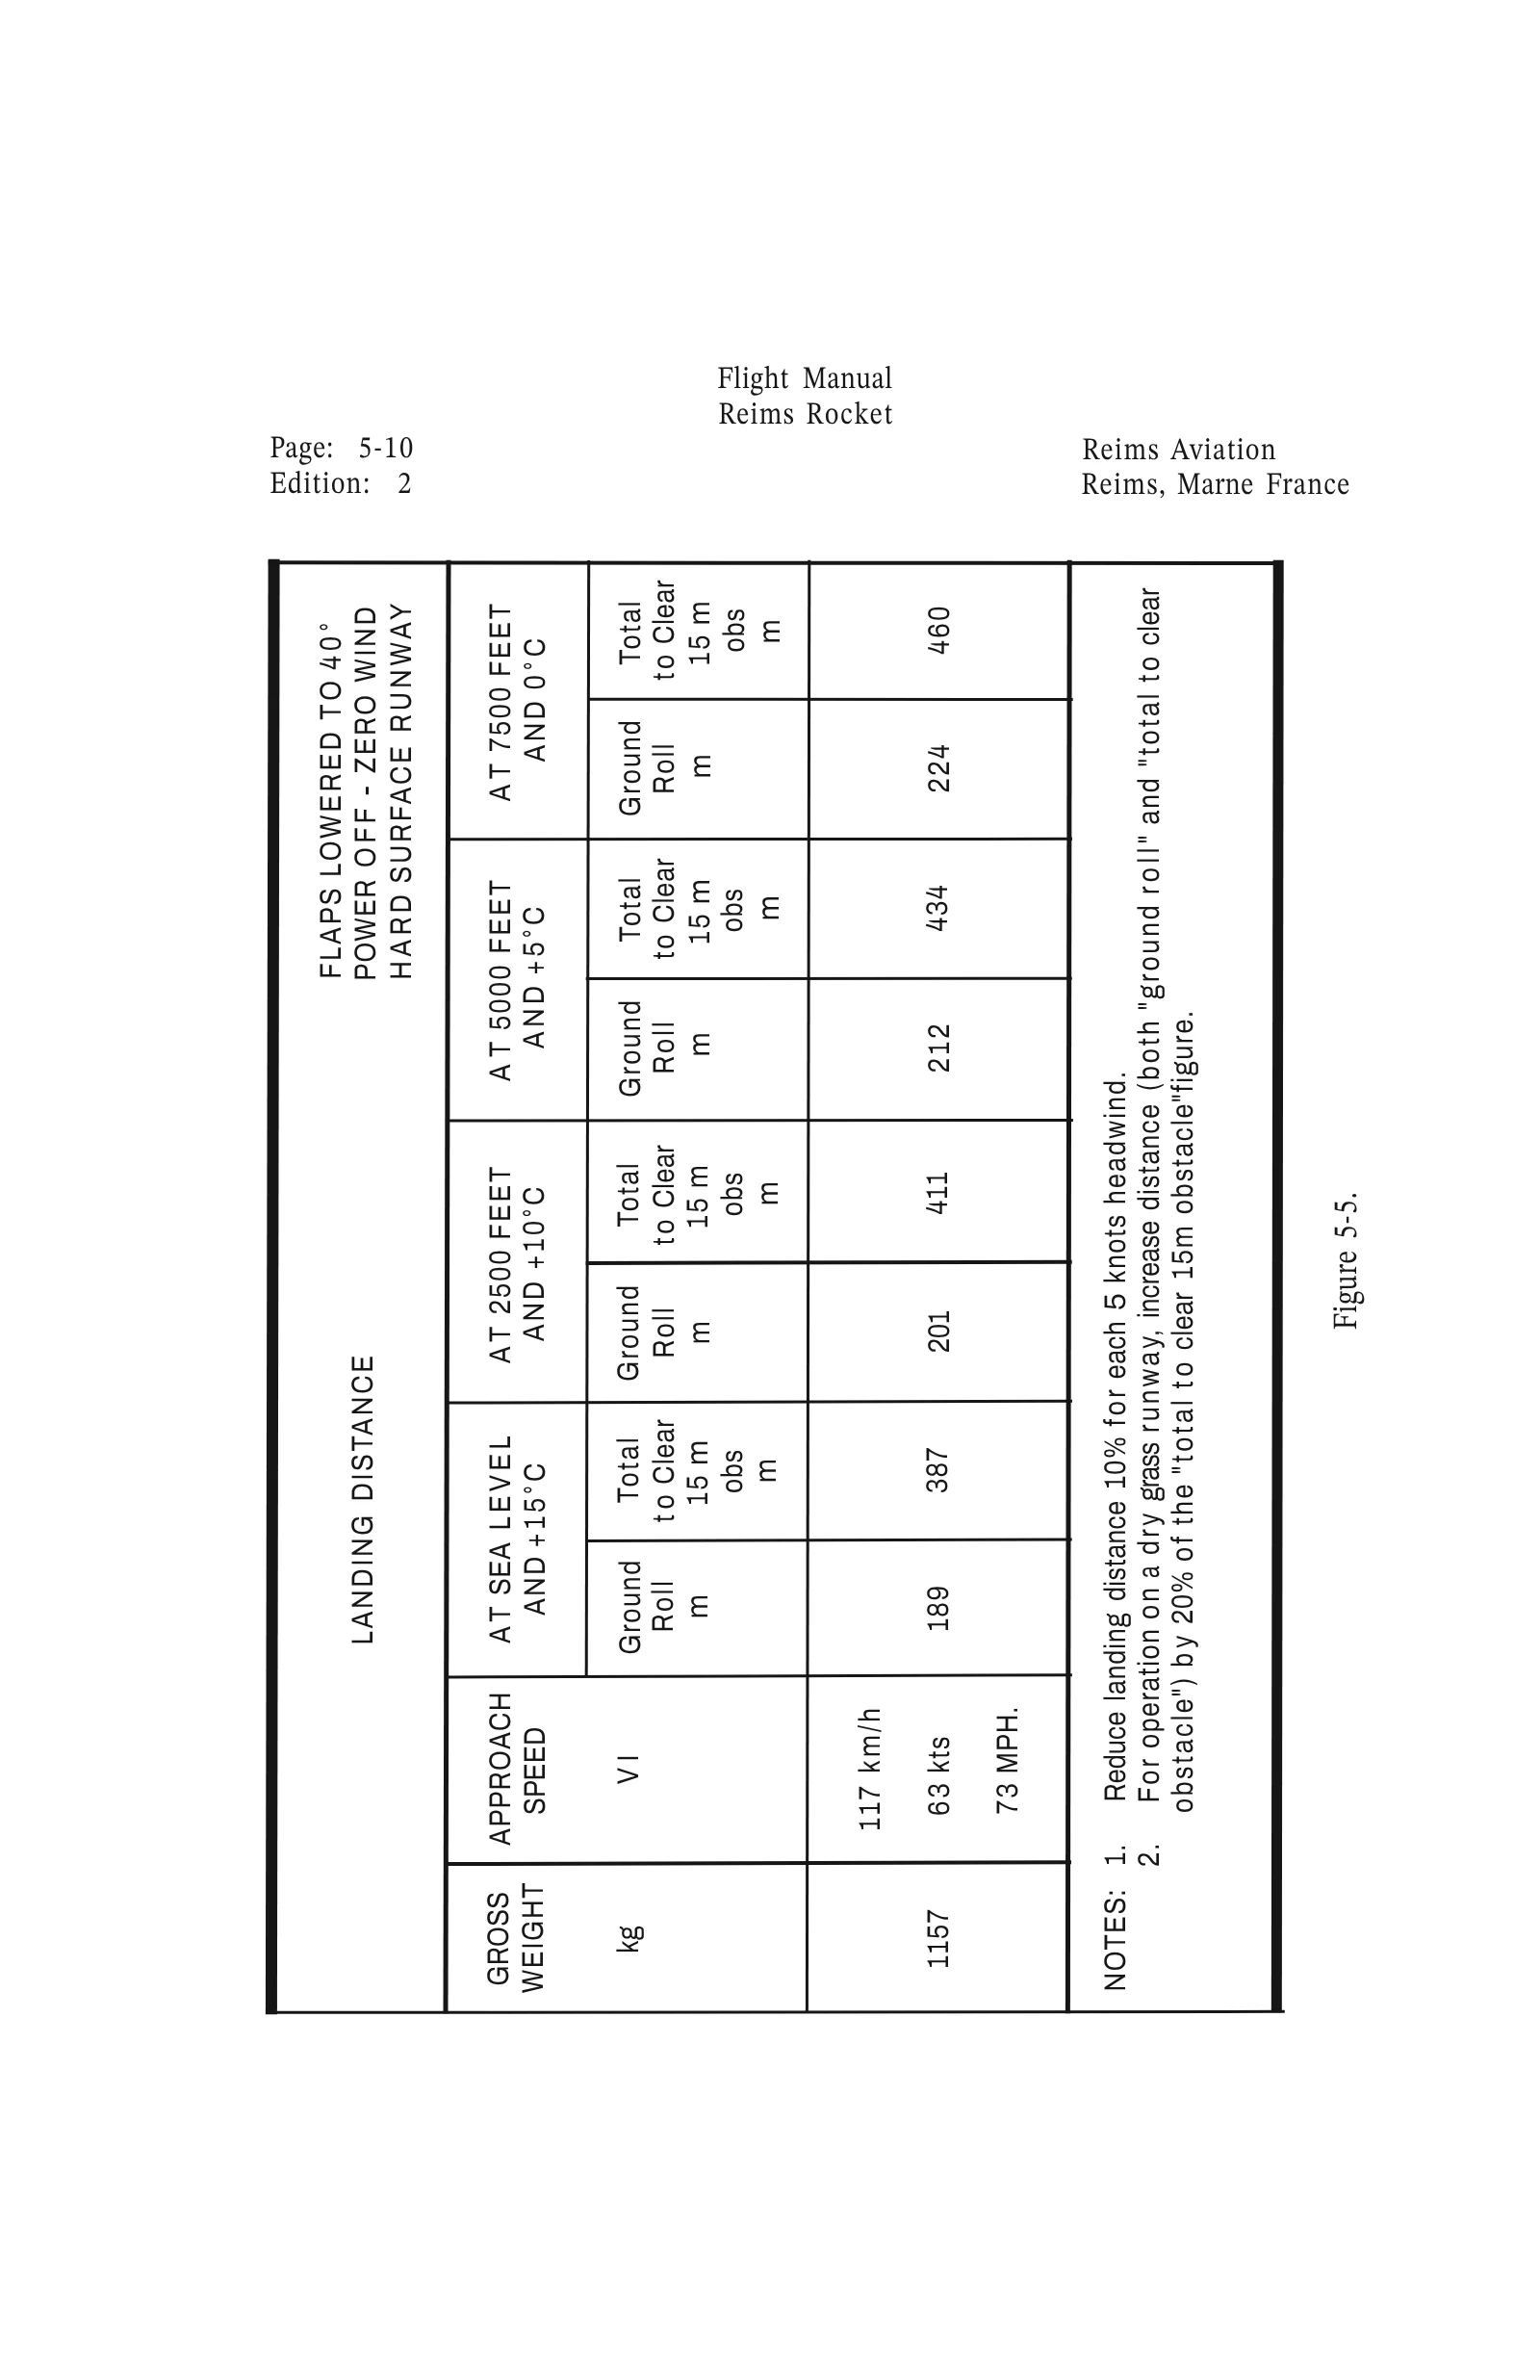 Flight Manual
Reims Rocket
Page: 5-10
Edition: 2
Reims Aviation
Reims, Marne France
LANDING DISTANCE
FLAPS LOWERED TO 40°
POWER OFF - ZERO WIND
HARD SURFACE RUNWAY
GROSS
WEIGHT
kg
APPROACH
SPEED
VI
AT SEA LEVEL
AND +15°C
Ground
Roll
m
Total
to Clear
15 m
obs
m
AT 2500 FEET
AND +10°C
Ground
Roll
m
Total
to Clear
15 m
obs
m
AT 5000 FEET
AND +5°C
Ground
Roll
m
Total
to Clear
15 m
obs
m
AT 7500 FEET
AND 0°C
Ground
Roll
m
Total
to Clear
15 m
obs
m
1157
117 km/h
63 kts
73 MPH.
189
387
201
411
212
434
224
460
NOTES: 1. Reduce landing distance 10% for each 5 knots headwind.
2. For operation on a dry grass runway, increase distance (both "ground roll" and "total to clear
obstacle") by 20% of the "total to clear 15m obstacle"figure.
Figure 5-5.